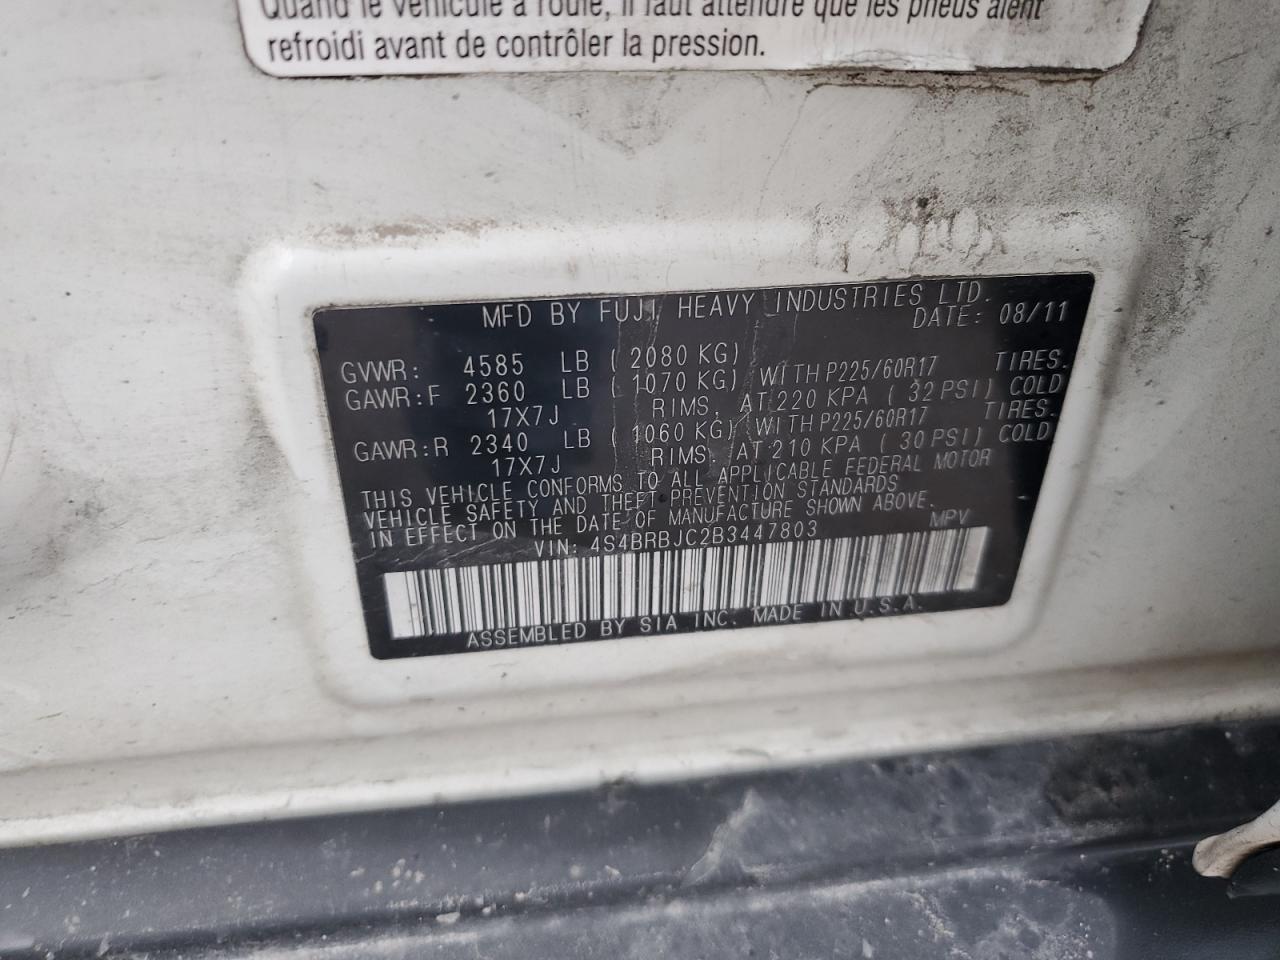 Quand le véhicule a roulé, il faut attendre que les pneus aient
refroidi avant de contrôler la pression.
MFD BY FUJI HEAVY INDUSTRIES LTD.
DATE: 08/11
GVWR: 4585 LB ( 2080 KG)
GAWR:F 2360 LB ( 1070 KG) WITH P225/60R17 TIRES.
17X7J RIMS, AT 220 KPA ( 32 PSI) COLD
GAWR:R 2340 LB ( 1060 KG) WITH P225/60R17 TIRES.
17X7J RIMS, AT 210 KPA ( 30 PSI) COLD
THIS VEHICLE CONFORMS TO ALL APPLICABLE FEDERAL MOTOR
VEHICLE SAFETY AND THEFT PREVENTION STANDARDS
IN EFFECT ON THE DATE OF MANUFACTURE SHOWN ABOVE.
VIN: 4S4BRBJC2B3447803 MPV
ASSEMBLED BY SIA INC. MADE IN U.S.A.